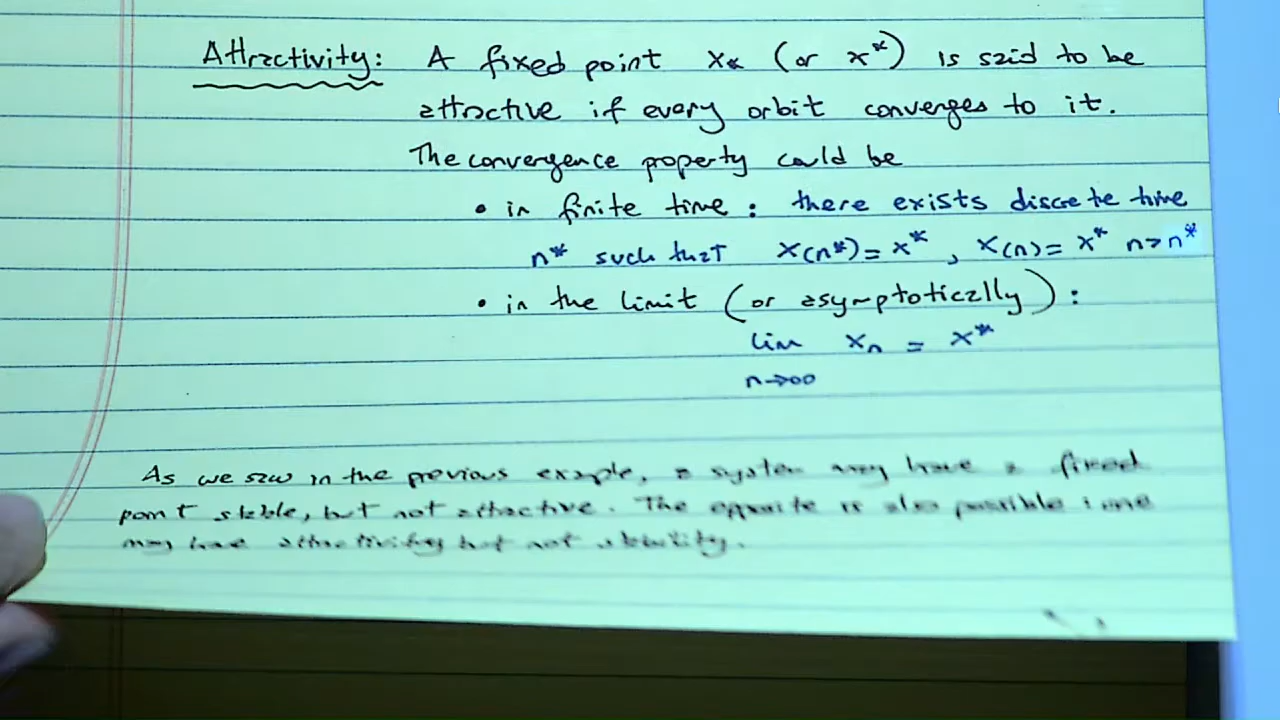 Attractivity: A fixed point x* (or x*) is said to be
attractive if every orbit converges to it.
The convergence property could be
• in finite time : there exists discrete time
n* such that x(n*) = x* , x(n) = x* n > n*
• in the limit (or asymptotically) :
lim xn = x*
n→∞
As we saw in the previous example, a system may have a fixed
point stable, but not attractive. The opposite is also possible : one
may have attractivity but not stability.